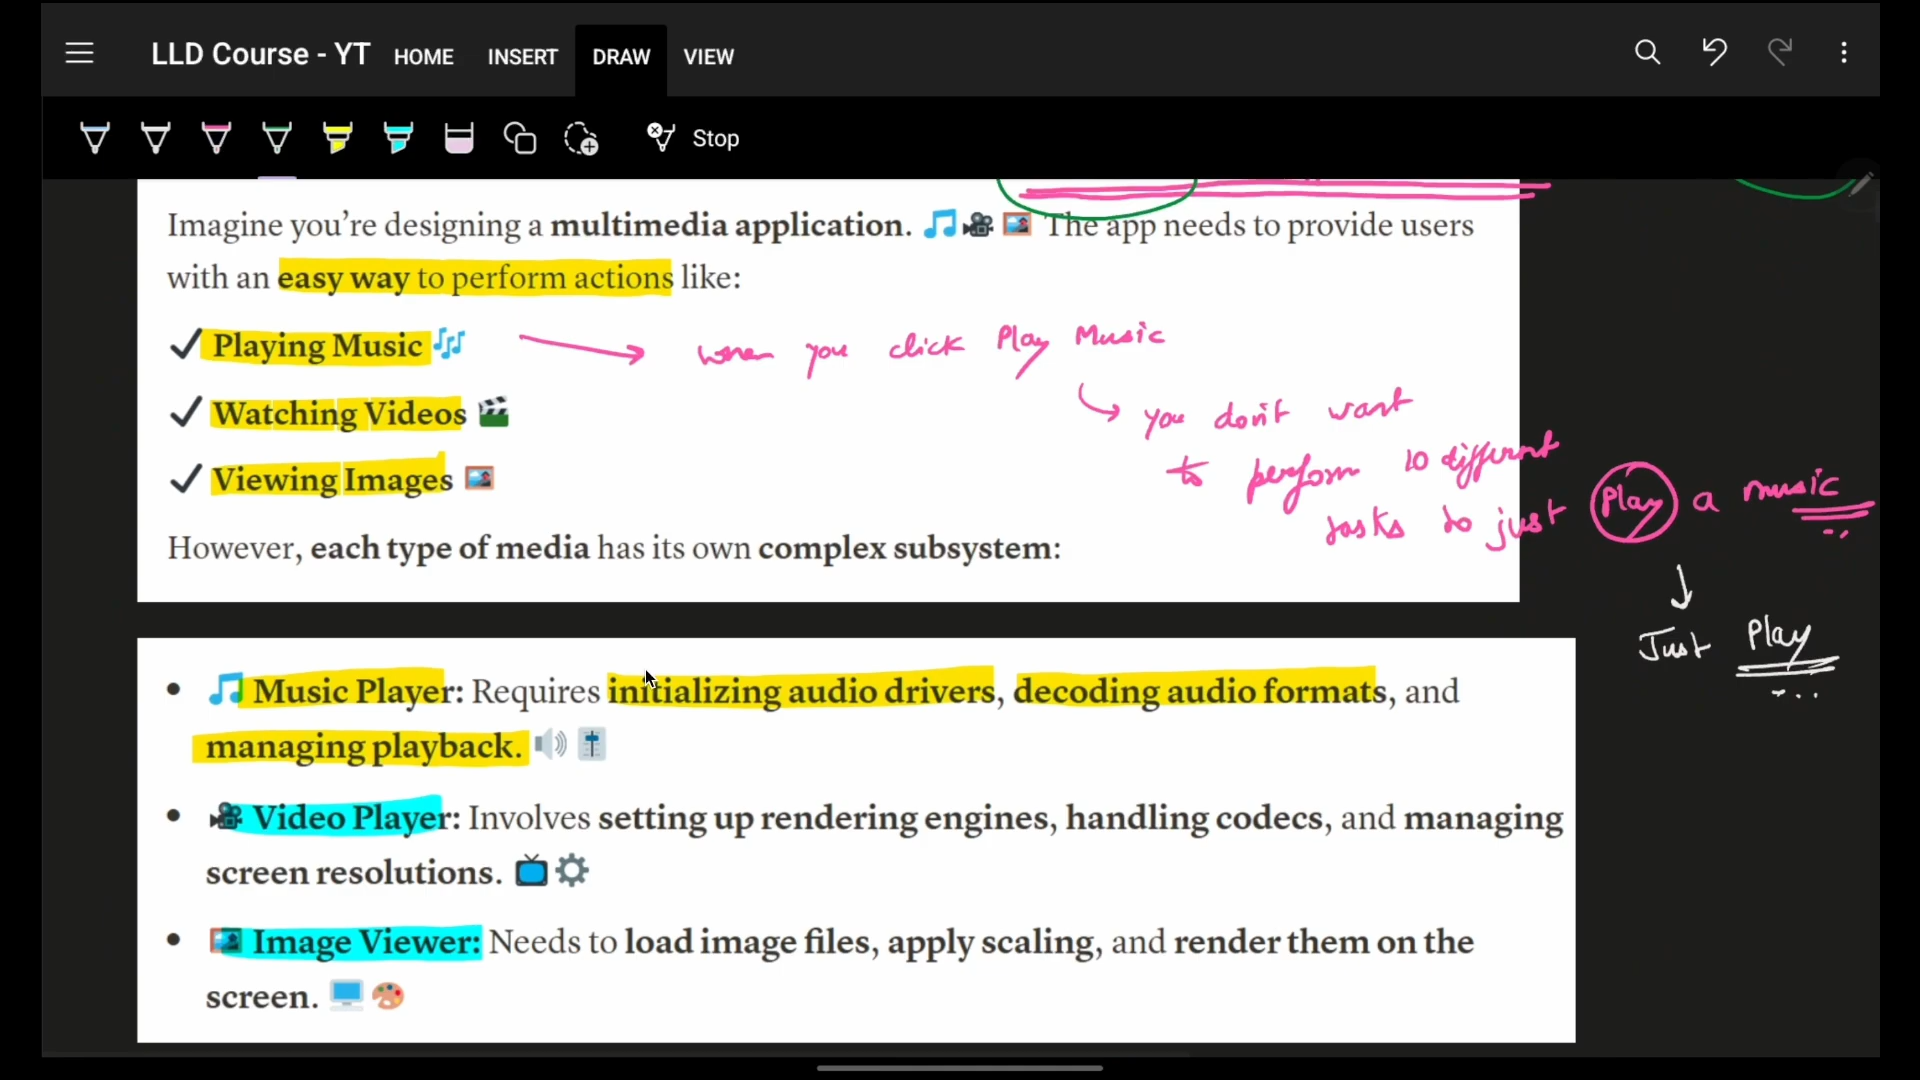 LLD Course - YT HOME INSERT DRAW VIEW
Stop
Imagine you're designing a multimedia application. 🎵🎥🖼️ The app needs to provide users
with an easy way to perform actions like:
✔ Playing Music 🎶
when you click Play Music
✔ Watching Videos 🎬
you don't want
to perform 10 different
tasks to just Play a music
✔ Viewing Images 🖼️
However, each type of media has its own complex subsystem:
Just Play
• 🎵 Music Player: Requires initializing audio drivers, decoding audio formats, and
managing playback. 🔊🎚️
• 🎥 Video Player: Involves setting up rendering engines, handling codecs, and managing
screen resolutions. 📺⚙️
• 🖼️ Image Viewer: Needs to load image files, apply scaling, and render them on the
screen. 🖥️🎨